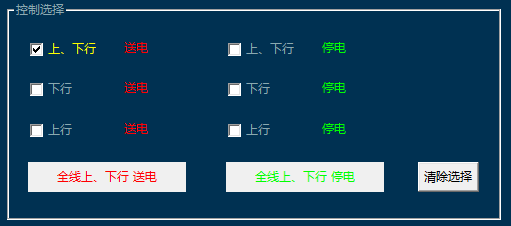 控制选择
上、下行 送电 上、下行 停电
下行 送电 下行 停电
上行 送电 上行 停电
全线上、下行 送电 全线上、下行 停电 清除选择